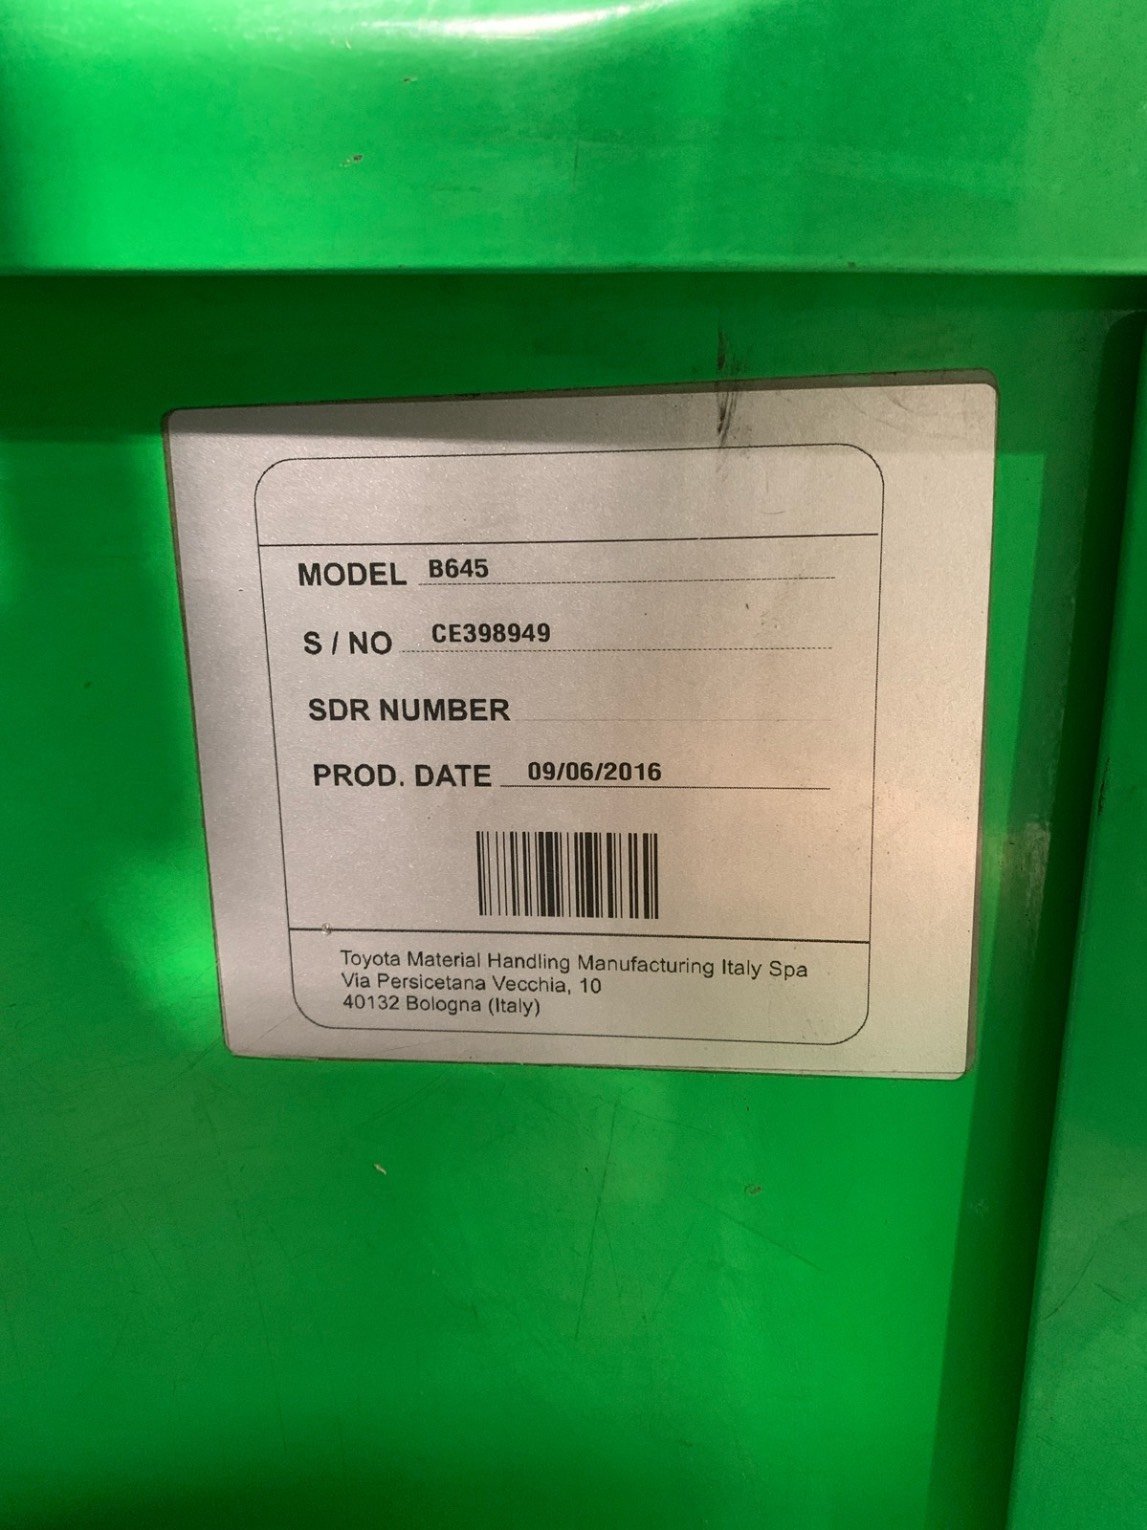 MODEL B645
S / NO CE398949
SDR NUMBER
PROD. DATE 09/06/2016
Toyota Material Handling Manufacturing Italy Spa
Via Persicetana Vecchia, 10
40132 Bologna (Italy)